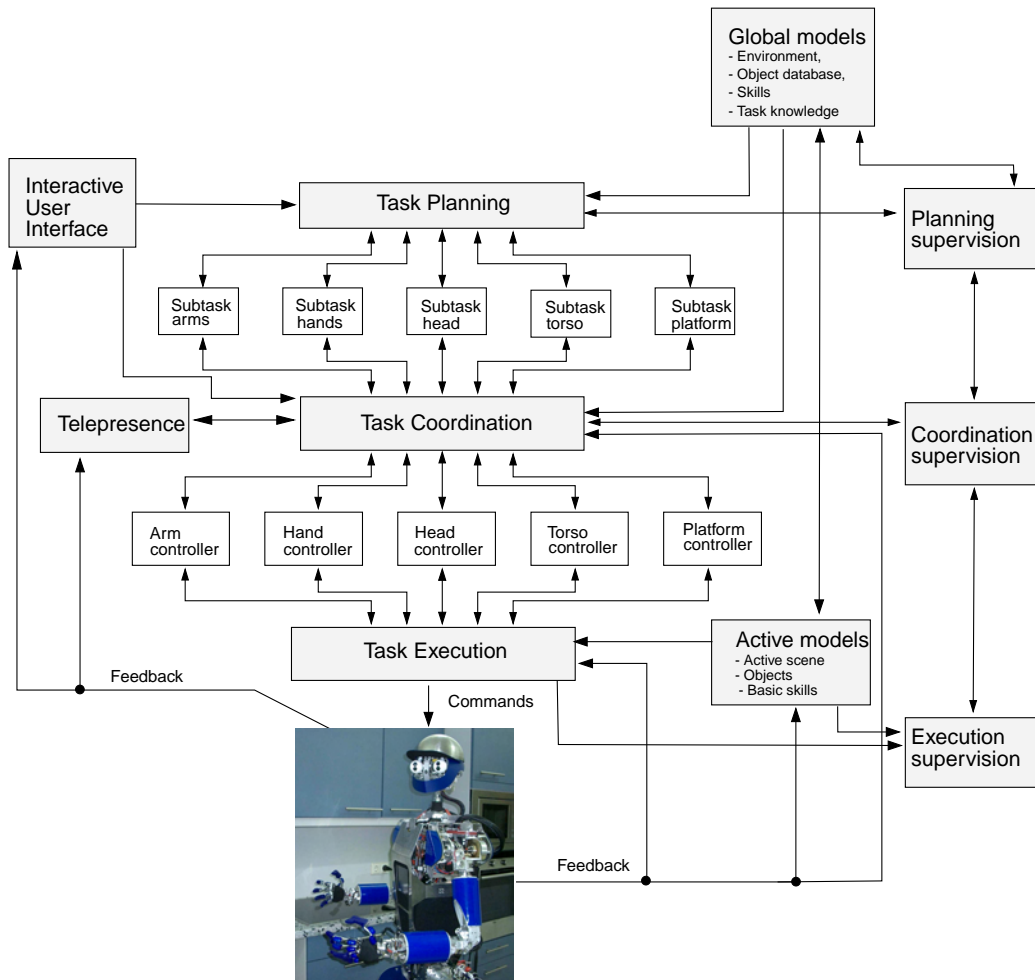 Global models
- Environment,
- Object database,
- Skills
- Task knowledge
Interactive
User
Interface
Task Planning
Planning
supervision
Subtask
arms
Subtask
hands
Subtask
head
Subtask
torso
Subtask
platform
Telepresence
Task Coordination
Coordination
supervision
Arm
controller
Hand
controller
Head
controller
Torso
controller
Platform
controller
Task Execution
Active models
- Active scene
- Objects
- Basic skills
Feedback
Commands
Execution
supervision
Feedback